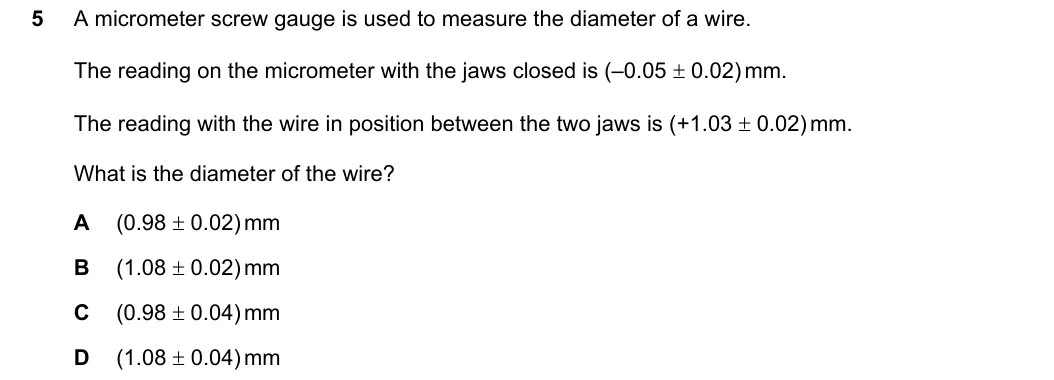 5 A micrometer screw gauge is used to measure the diameter of a wire.
The reading on the micrometer with the jaws closed is (–0.05 ± 0.02) mm.
The reading with the wire in position between the two jaws is (+1.03 ± 0.02) mm.
What is the diameter of the wire?
A (0.98 ± 0.02) mm
B (1.08 ± 0.02) mm
C (0.98 ± 0.04) mm
D (1.08 ± 0.04) mm